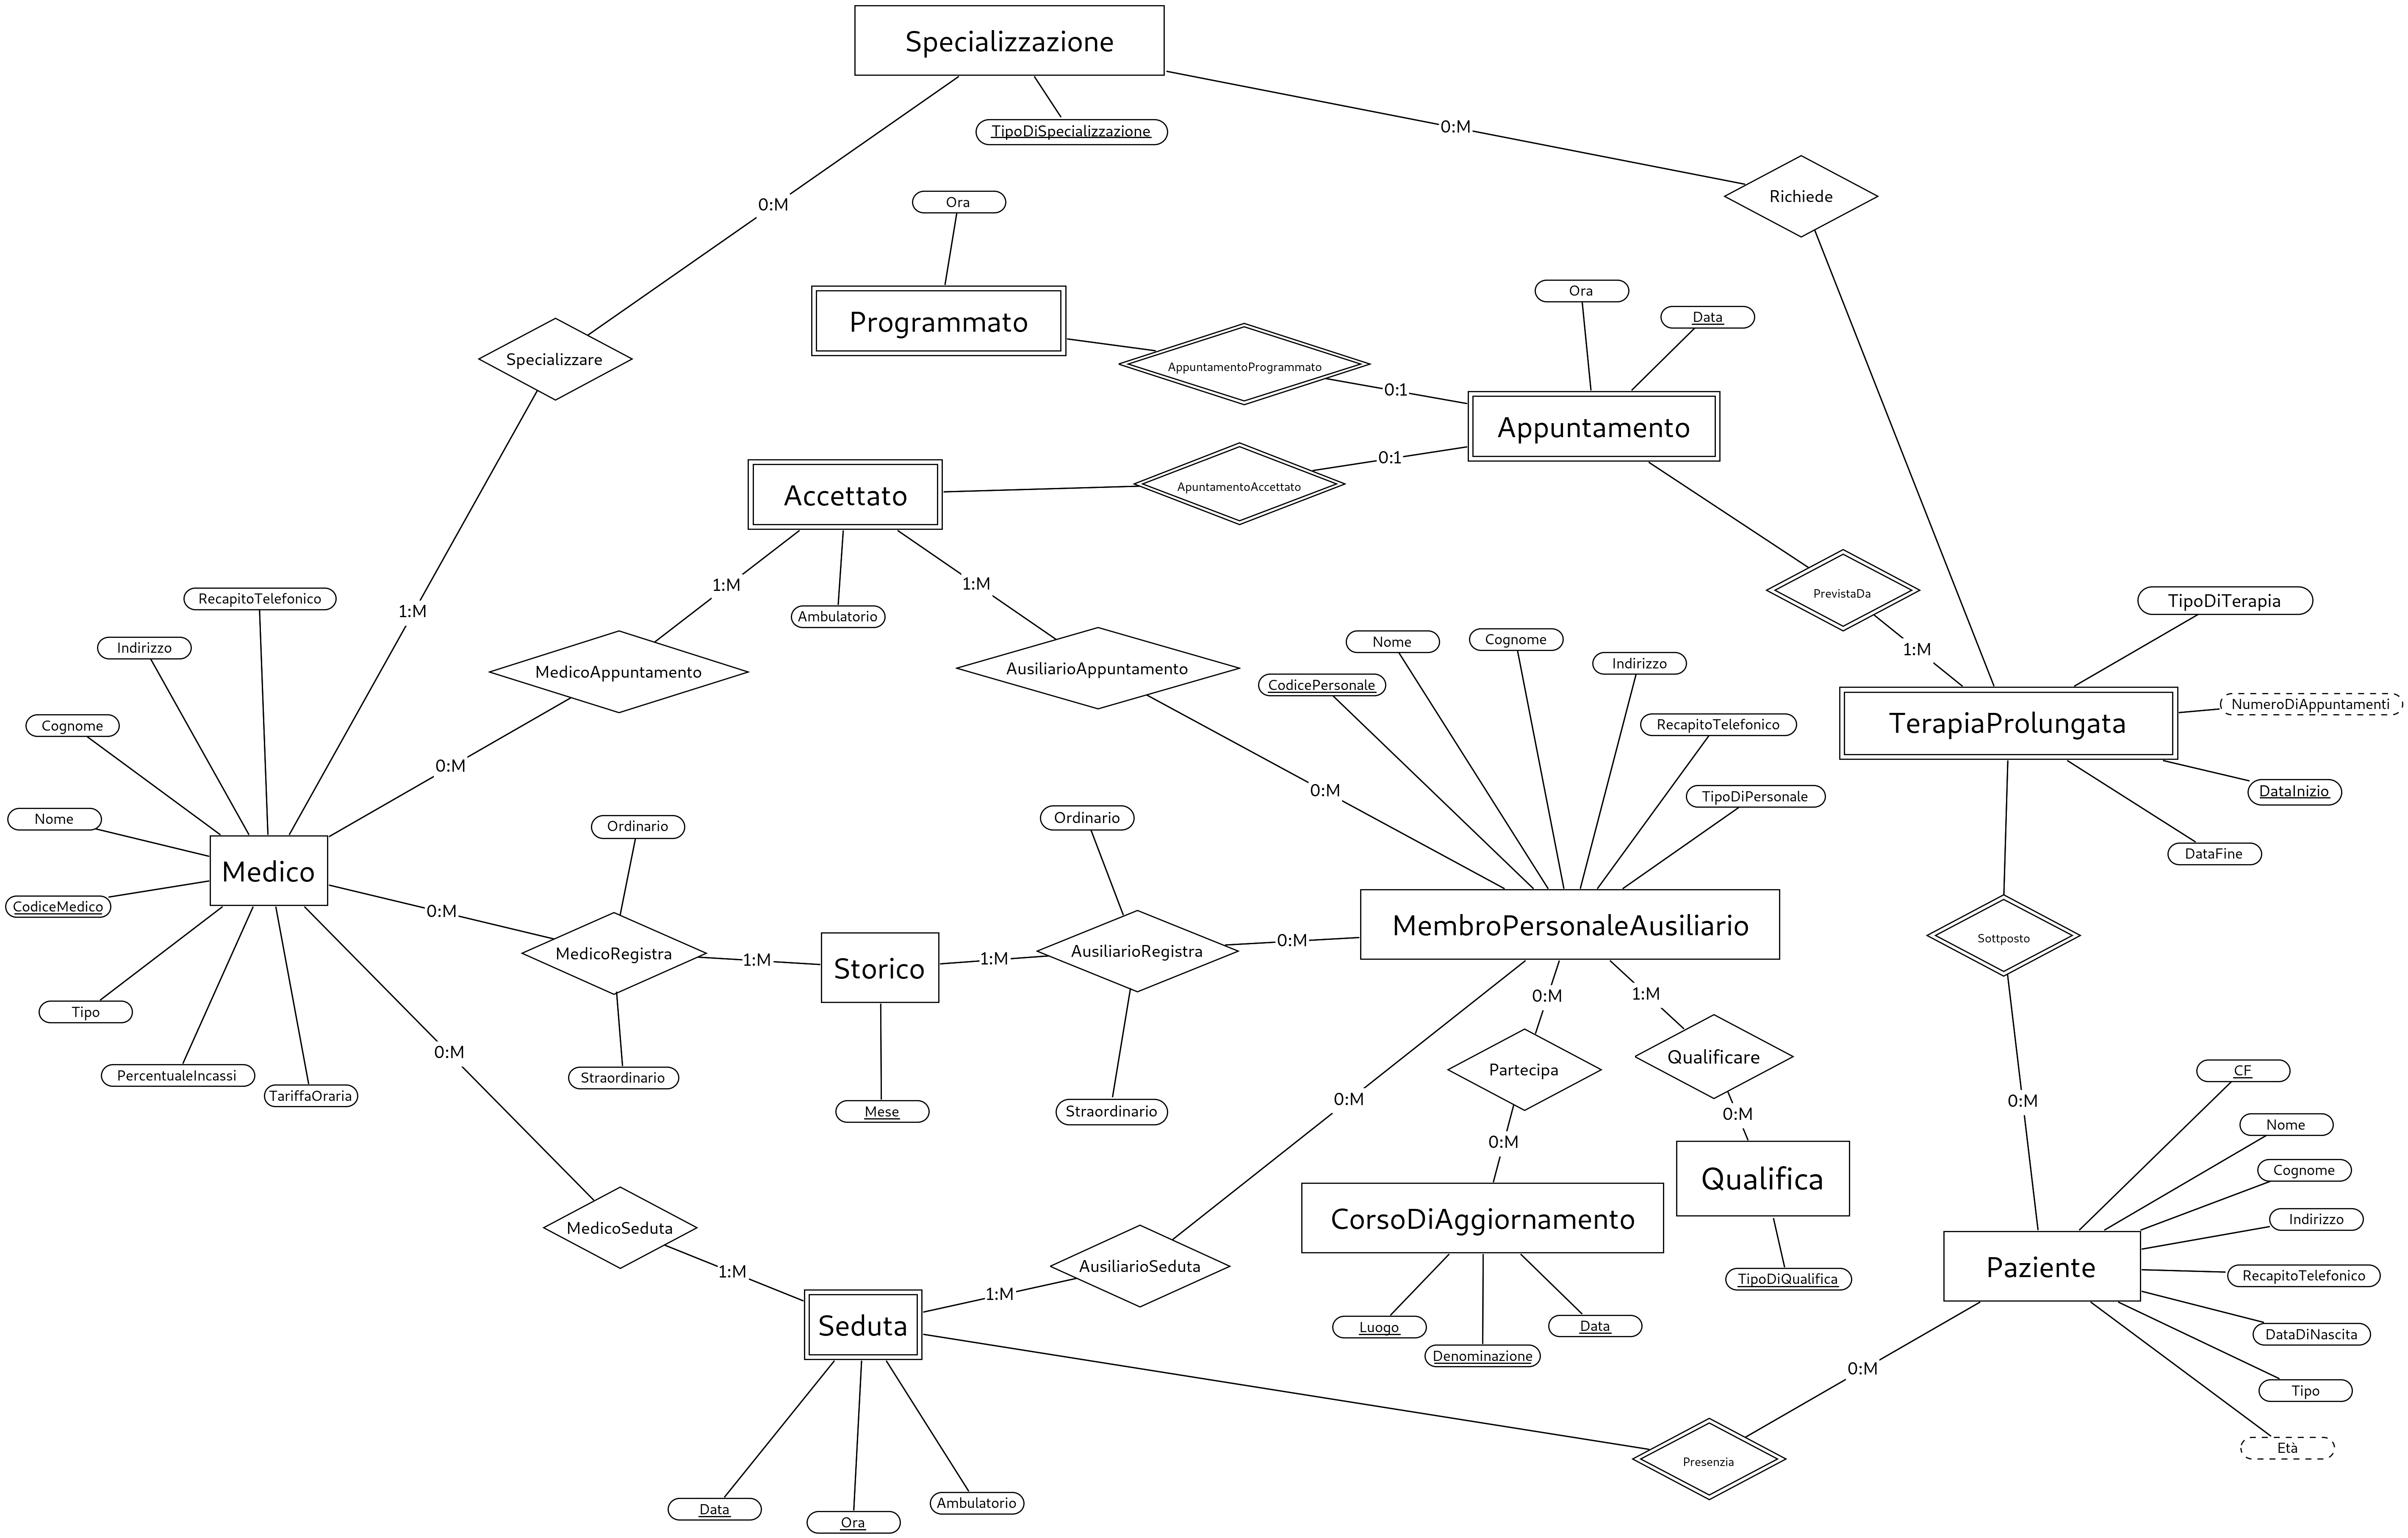 Specializzazione
0:M
TipoDiSpecializzazione
Richiede
Ora
0:M
Programmato
Ora
Data
Specializzare
AppuntamentoProgrammato
0:1
Appuntamento
0:1
Accettato
ApuntamentoAccettato
1:M
1:M
PrevistaDa
RecapitoTelefonico
1:M
Ambulatorio
TipoDiTerapia
Indirizzo
MedicoAppuntamento
AusiliarioAppuntamento
Nome
Cognome
Indirizzo
1:M
CodicePersonale
NumeroDiAppuntamenti
Cognome
RecapitoTelefonico
TerapiaProlungata
0:M
0:M
TipoDiPersonale
DataInizio
Nome
Ordinario
Ordinario
DataFine
Medico
CodiceMedico
0:M
MembroPersonaleAusiliario
MedicoRegistra
1:M
Storico
1:M
AusiliarioRegistra
0:M
Sottposto
0:M
1:M
Tipo
0:M
Qualificare
PercentualeIncassi
TariffaOraria
Straordinario
Mese
Straordinario
0:M
Partecipa
0:M
0:M
CF
0:M
Nome
Qualifica
Cognome
CorsoDiAggiornamento
Indirizzo
MedicoSeduta
AusiliarioSeduta
TipoDiQualifica
Paziente
RecapitoTelefonico
1:M
1:M
Seduta
Luogo
Data
DataDiNascita
Denominazione
0:M
Tipo
Presenzia
Età
Data
Ora
Ambulatorio